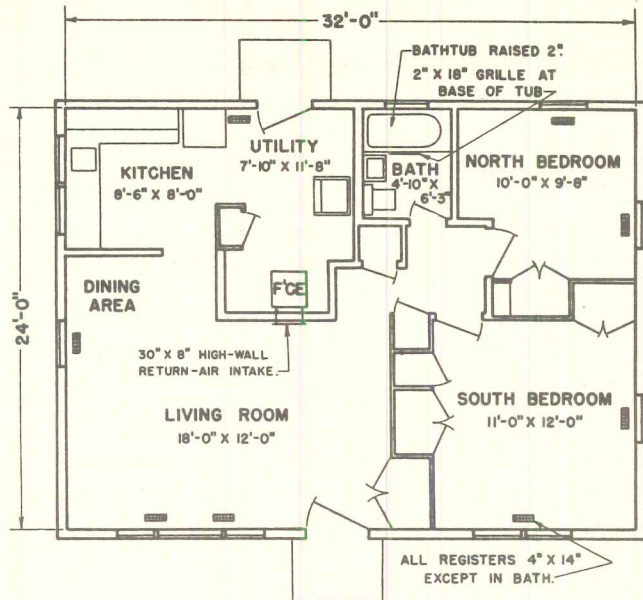 32'-0"
BATHTUB RAISED 2".
2" X 18" GRILLE AT
BASE OF TUB
UTILITY
7'-10" X 11'-8"
KITCHEN
8'-6" X 8'-0"
BATH
4'-10" X
6'-3"
NORTH BEDROOM
10'-0" X 9'-8"
24'-0"
DINING
AREA
F'CE
30" X 8" HIGH-WALL
RETURN-AIR INTAKE.
LIVING ROOM
18'-0" X 12'-0"
SOUTH BEDROOM
11'-0" X 12'-0"
ALL REGISTERS 4" X 14"
EXCEPT IN BATH.